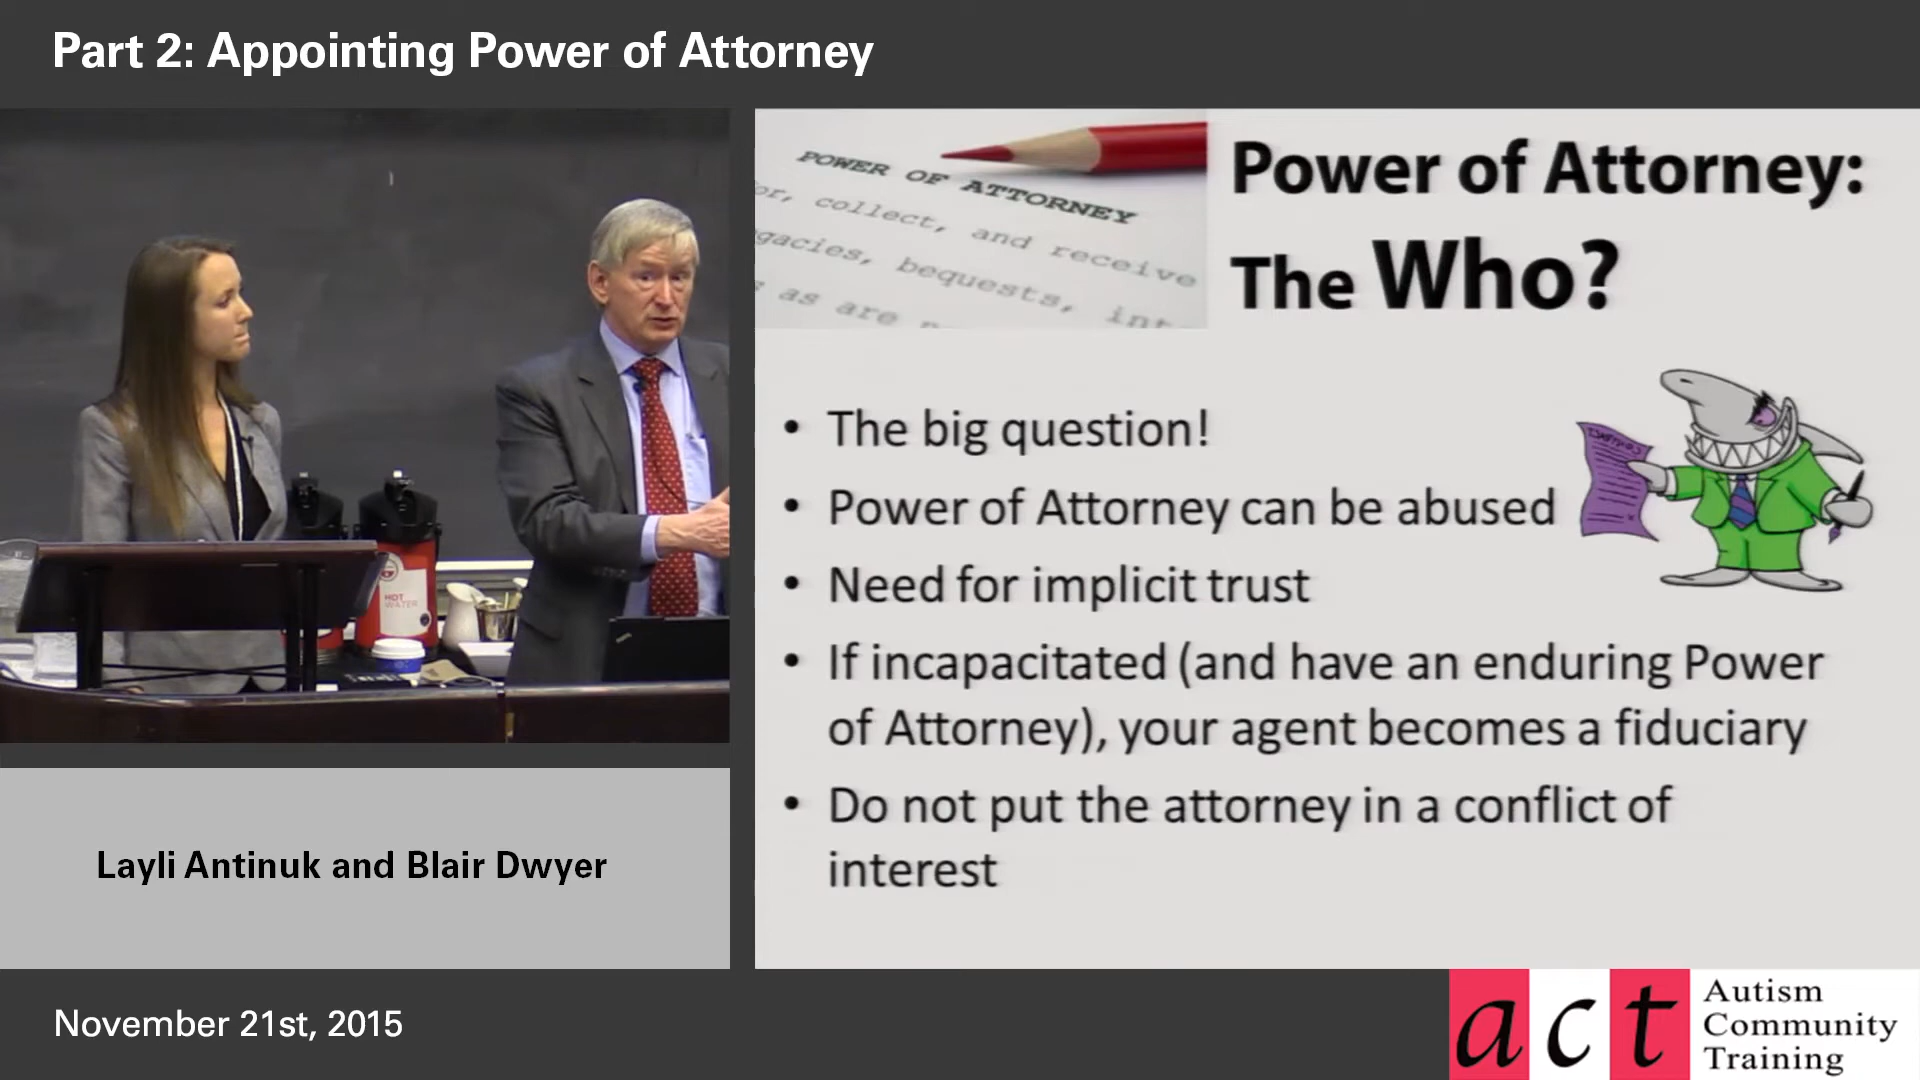 Part 2: Appointing Power of Attorney
POWER OF ATTORNEY
or, collect, and receive
gacies, bequests, int
s as are
Power of Attorney:
The Who?
• The big question!
• Power of Attorney can be abused
• Need for implicit trust
• If incapacitated (and have an enduring Power
of Attorney), your agent becomes a fiduciary
• Do not put the attorney in a conflict of
interest
HOT
WATER
Layli Antinuk and Blair Dwyer
November 21st, 2015
act
Autism
Community
Training